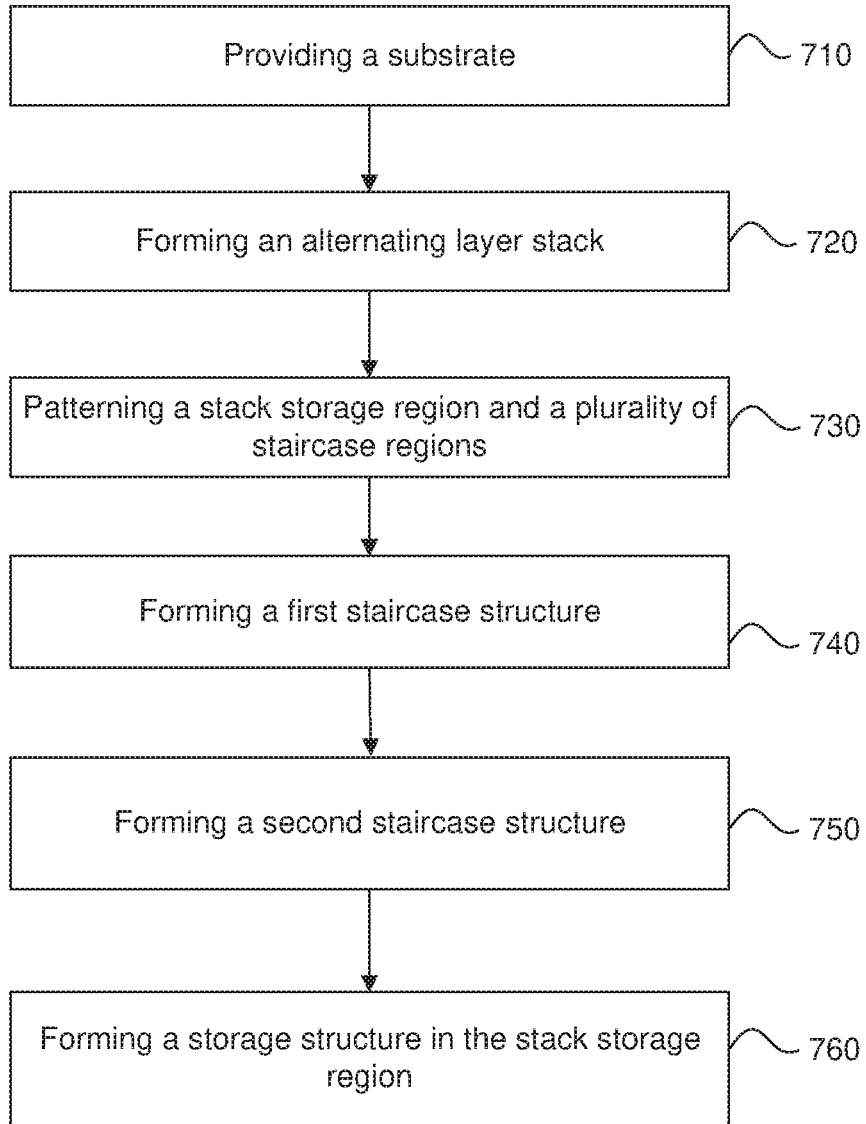 Providing a substrate
710
Forming an alternating layer stack
720
Patterning a stack storage region and a plurality of
staircase regions
730
Forming a first staircase structure
740
Forming a second staircase structure
750
Forming a storage structure in the stack storage
region
760